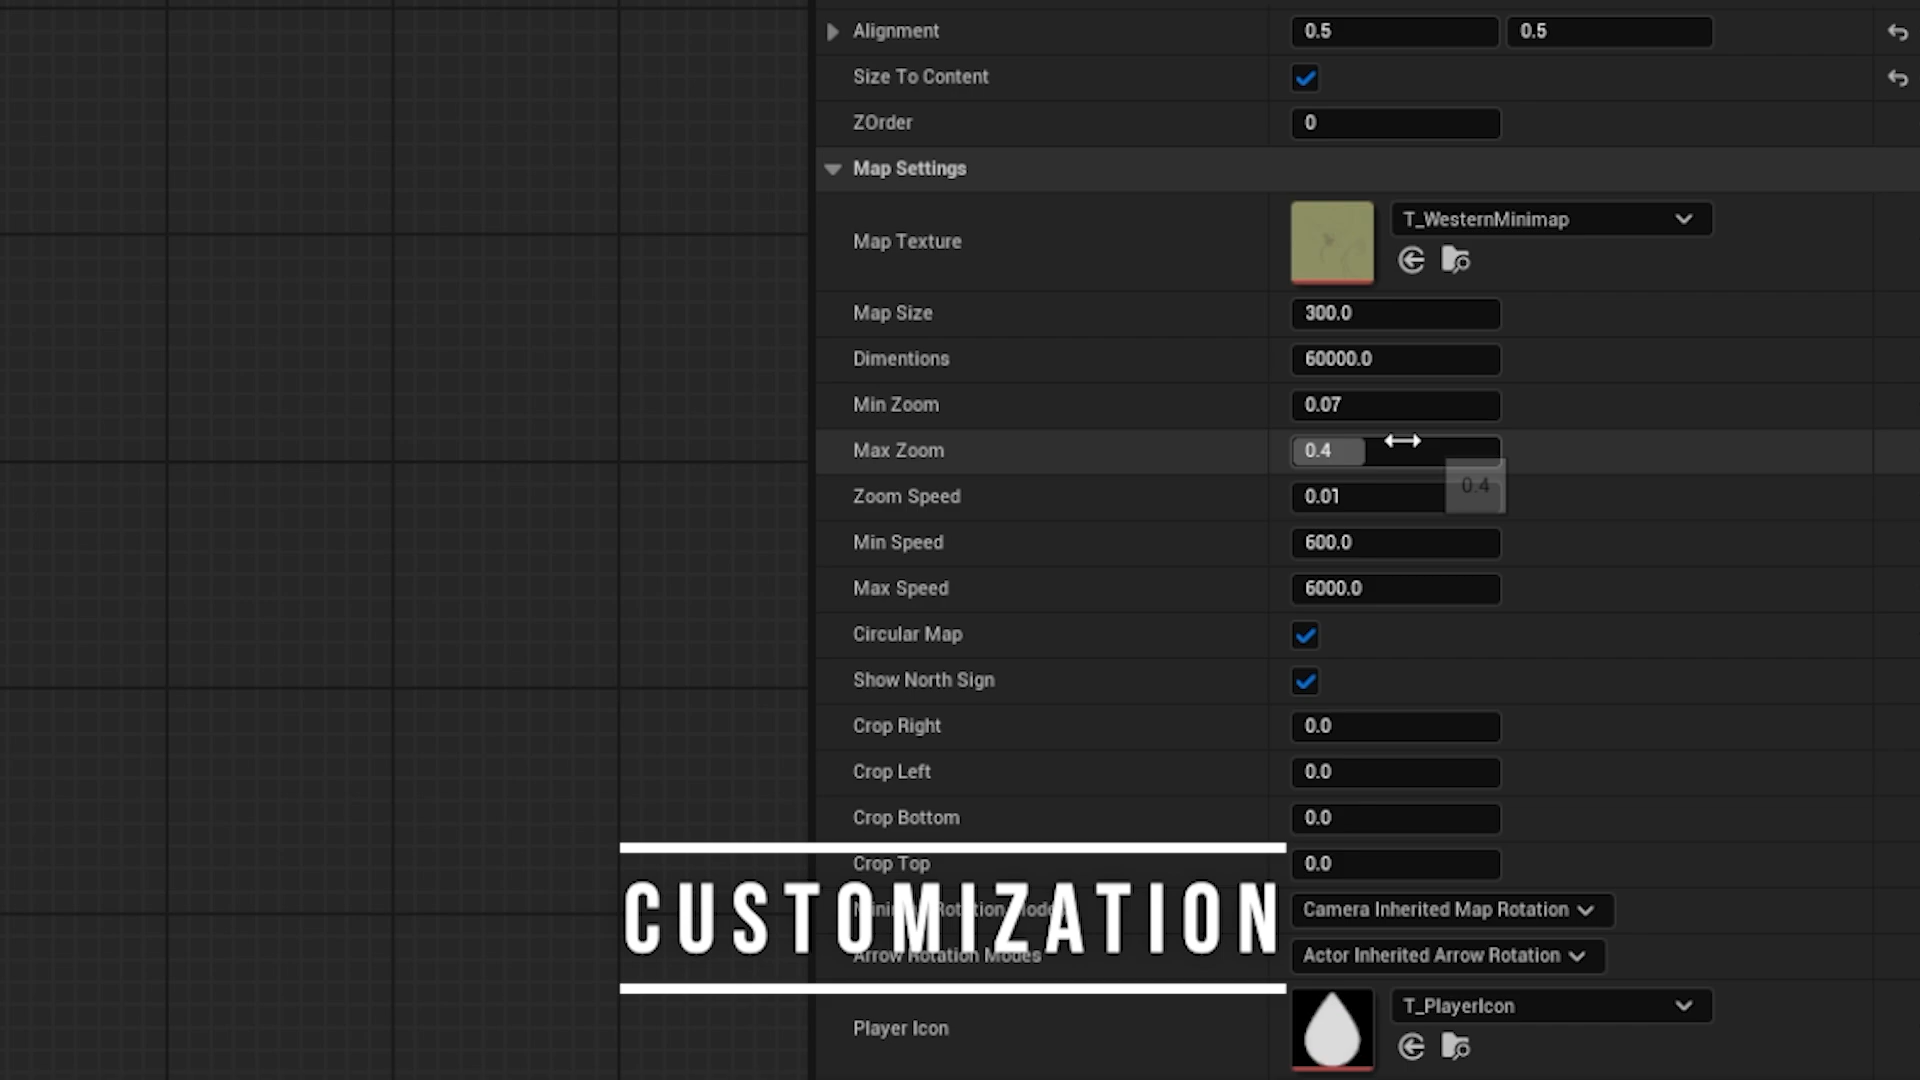 Alignment 0.5 0.5
Size To Content
ZOrder 0
Map Settings
Map Texture T_WesternMinimap
Map Size 300.0
Dimentions 60000.0
Min Zoom 0.07
Max Zoom 0.4
0.4
Zoom Speed 0.01
Min Speed 600.0
Max Speed 6000.0
Circular Map
Show North Sign
Crop Right 0.0
Crop Left 0.0
Crop Bottom 0.0
Crop Top 0.0
CUSTOMIZATION
Rotation Camera Inherited Map Rotation
Arrow Rotation Modes Actor Inherited Arrow Rotation
Player Icon T_PlayerIcon